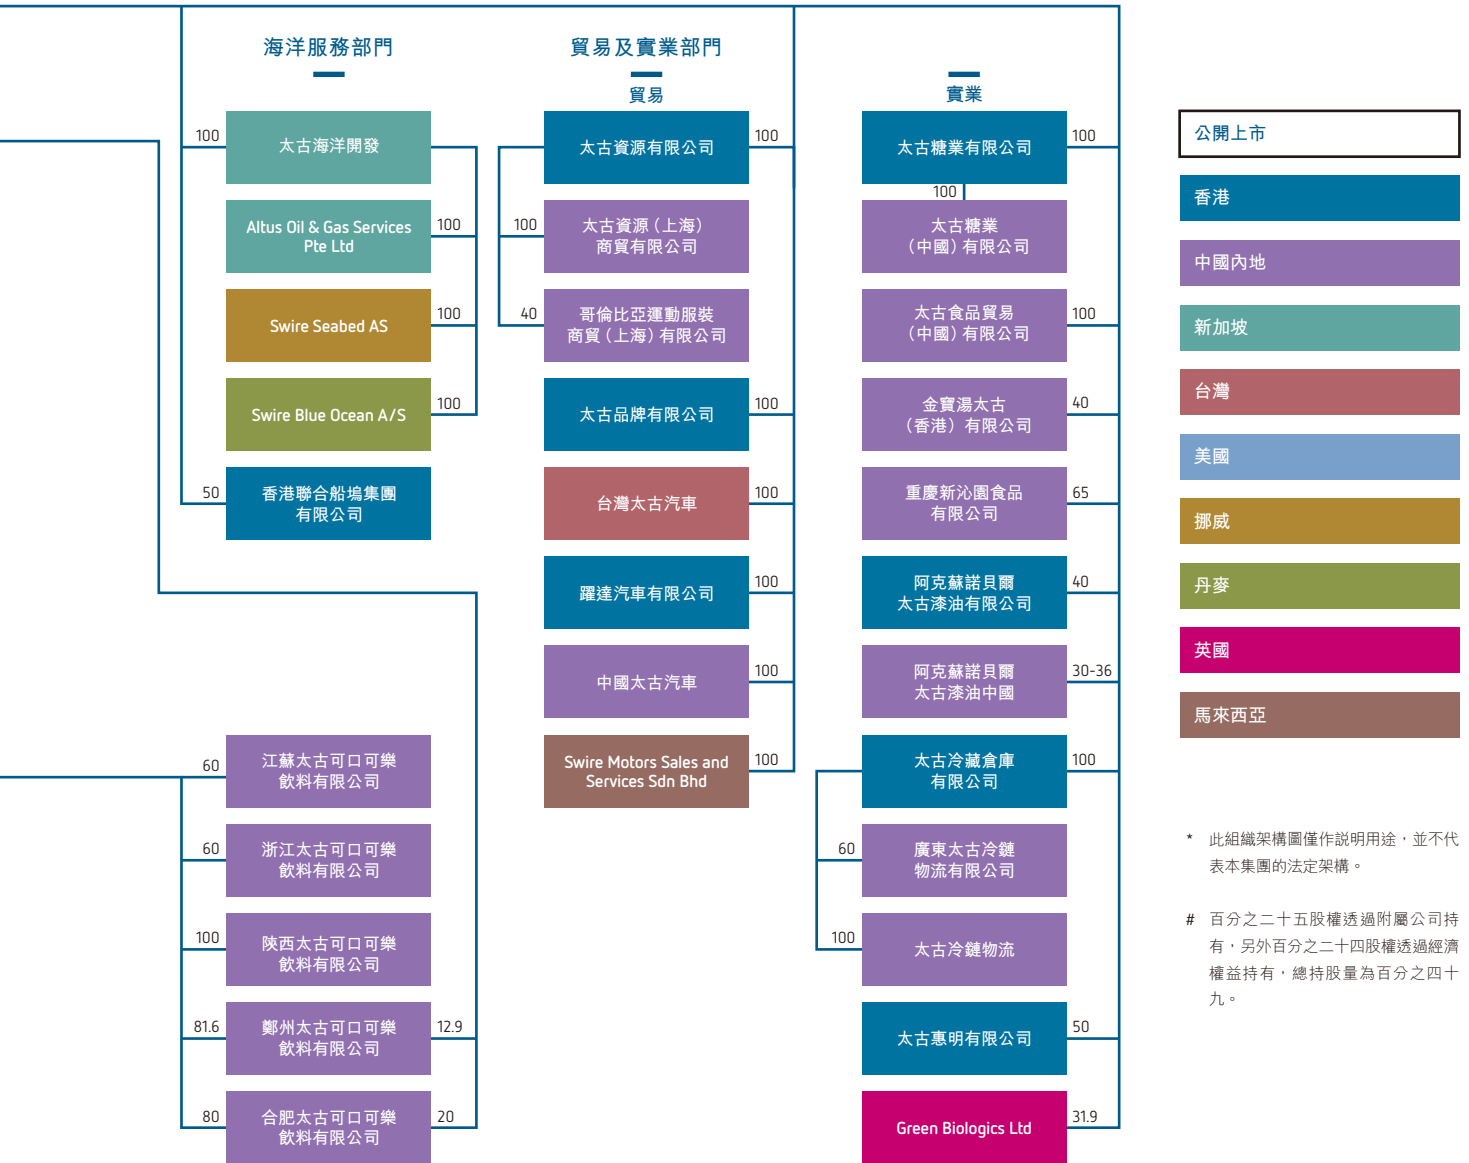 海洋服務部門
100
太古海洋開發
Altus Oil & Gas Services
Pte Ltd
100
Swire Seabed AS
100
Swire Blue Ocean A/S
100
50
香港聯合船塢集團
有限公司
60
江蘇太古可口可樂
飲料有限公司
60
浙江太古可口可樂
飲料有限公司
100
陝西太古可口可樂
飲料有限公司
81.6
鄭州太古可口可樂
飲料有限公司
12.9
80
合肥太古可口可樂
飲料有限公司
20
貿易及實業部門
貿易
太古資源有限公司
100
100
太古資源（上海）
商貿有限公司
40
哥倫比亞運動服裝
商貿（上海）有限公司
太古品牌有限公司
100
台灣太古汽車
100
躍達汽車有限公司
100
中國太古汽車
100
Swire Motors Sales and
Services Sdn Bhd
100
實業
太古糖業有限公司
100
100
太古糖業
（中國）有限公司
太古食品貿易
（中國）有限公司
100
金寶湯太古
（香港）有限公司
40
重慶新沁園食品
有限公司
65
阿克蘇諾貝爾
太古漆油有限公司
40
阿克蘇諾貝爾
太古漆油中國
30-36
太古冷藏倉庫
有限公司
100
60
廣東太古冷鏈
物流有限公司
100
太古冷鏈物流
太古惠明有限公司
50
Green Biologics Ltd
31.9
公開上市
香港
中國內地
新加坡
台灣
美國
挪威
丹麥
英國
馬來西亞
* 此組織架構圖僅作説明用途，並不代
表本集團的法定架構。
# 百分之二十五股權透過附屬公司持
有，另外百分之二十四股權透過經濟
權益持有，總持股量為百分之四十
九。